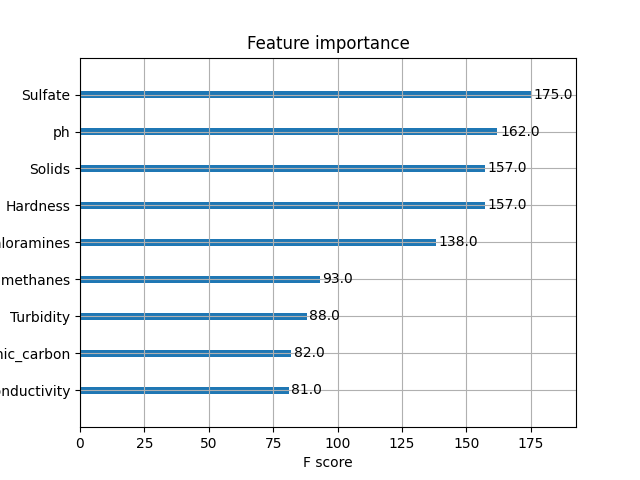 Feature importance
Sulfate 175.0
ph 162.0
Solids 157.0
Hardness 157.0
loramines 138.0
methanes 93.0
Turbidity 88.0
nic_carbon 82.0
onductivity 81.0
0 25 50 75 100 125 150 175
F score